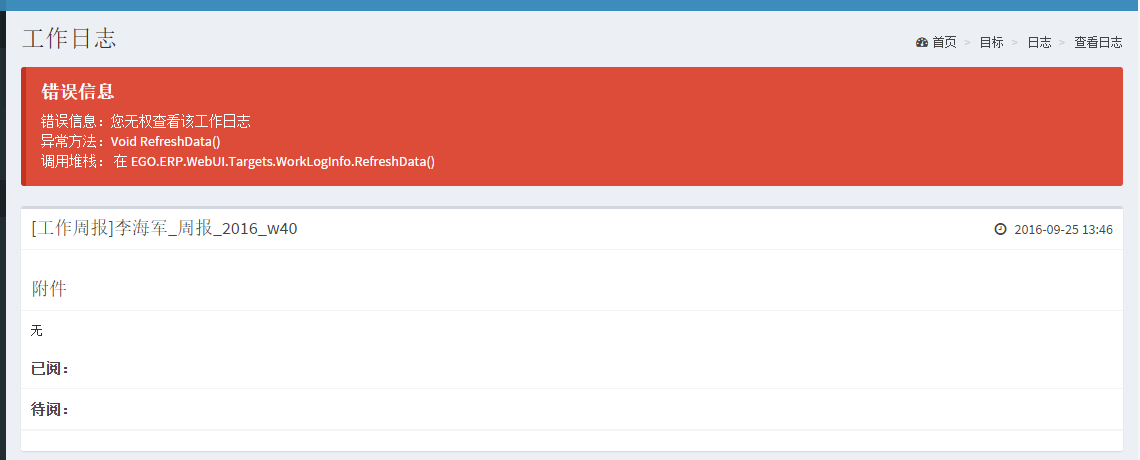 工作日志
首页 > 目标 > 日志 > 查看日志
错误信息
错误信息：您无权查看该工作日志
异常方法：Void RefreshData()
调用堆栈： 在 EGO.ERP.WebUI.Targets.WorkLogInfo.RefreshData()
[工作周报]李海军_周报_2016_w40
2016-09-25 13:46
附件
无
已阅：
待阅：